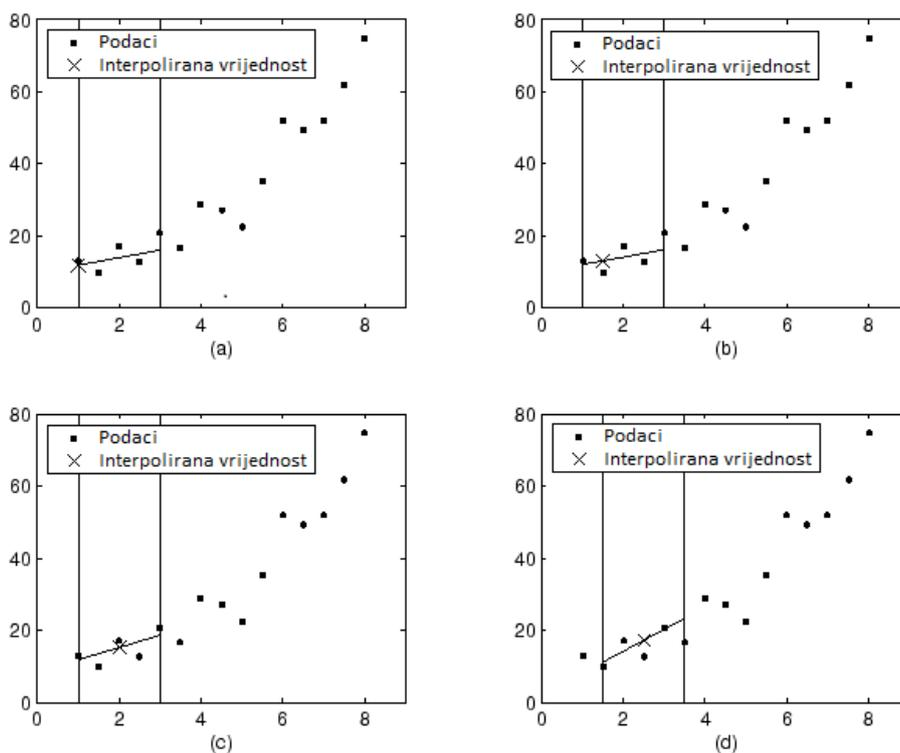 80
60
40
20
0
Podaci
Interpolirana vrijednost
0 2 4 6 8
(a)
80
60
40
20
0
Podaci
Interpolirana vrijednost
0 2 4 6 8
(b)
80
60
40
20
0
Podaci
Interpolirana vrijednost
0 2 4 6 8
(c)
80
60
40
20
0
Podaci
Interpolirana vrijednost
0 2 4 6 8
(d)